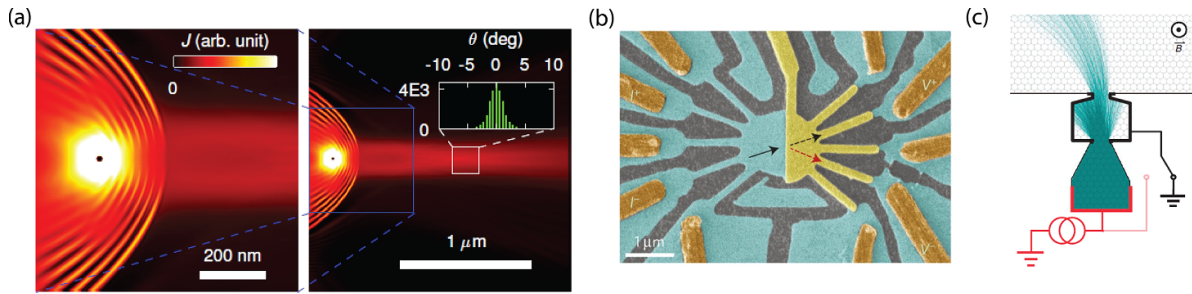 (a)
J (arb. unit)
0
200 nm
θ (deg)
-10 -5 0 5 10
4E3
0
1 μm
(b)
I⁺
V⁺
I⁻
V⁻
1μm
(c)
B